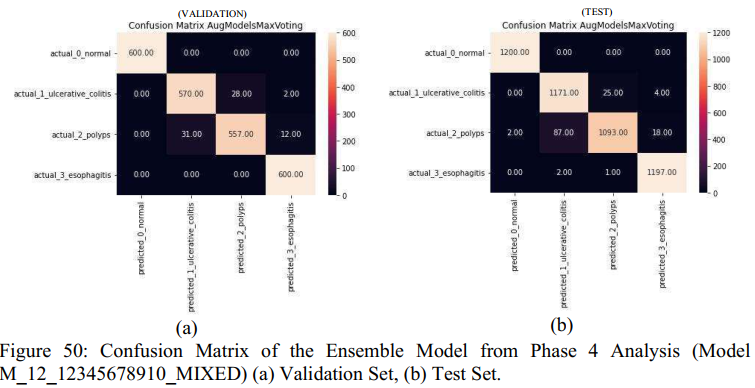 (VALIDATION)
Confusion Matrix AugModelsMaxVoting
actual_0_normal
600.00 0.00 0.00 0.00
actual_1_ulcerative_colitis
0.00 570.00 28.00 2.00
actual_2_polyps
0.00 31.00 557.00 12.00
actual_3_esophagitis
0.00 0.00 0.00 600.00
predicted_0_normal
predicted_1_ulcerative_colitis
predicted_2_polyps
predicted_3_esophagitis
600
500
400
300
200
100
0
(a)
(TEST)
Confusion Matrix AugModelsMaxVoting
actual_0_normal
1200.00 0.00 0.00 0.00
actual_1_ulcerative_colitis
0.00 1171.00 25.00 4.00
actual_2_polyps
2.00 87.00 1093.00 18.00
actual_3_esophagitis
0.00 2.00 1.00 1197.00
predicted_0_normal
predicted_1_ulcerative_colitis
predicted_2_polyps
predicted_3_esophagitis
1200
1000
800
600
400
200
0
(b)
Figure 50: Confusion Matrix of the Ensemble Model from Phase 4 Analysis (Model
M_12_12345678910_MIXED) (a) Validation Set, (b) Test Set.